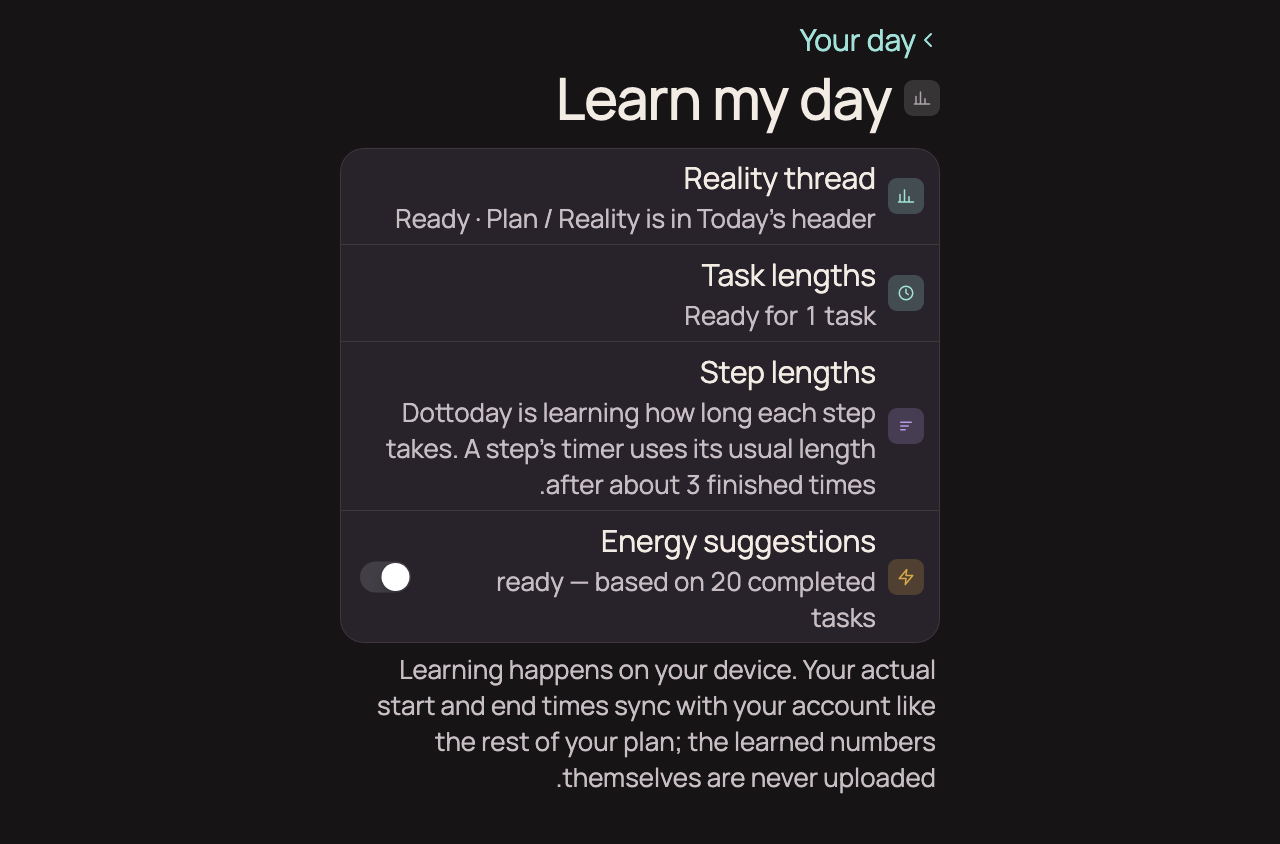 Your day
Learn my day
Reality thread
Ready · Plan / Reality is in Today's header
Task lengths
Ready for 1 task
Step lengths
Dottoday is learning how long each step
takes. A step's timer uses its usual length
.after about 3 finished times
Energy suggestions
ready — based on 20 completed
tasks
Learning happens on your device. Your actual
start and end times sync with your account like
the rest of your plan; the learned numbers
.themselves are never uploaded